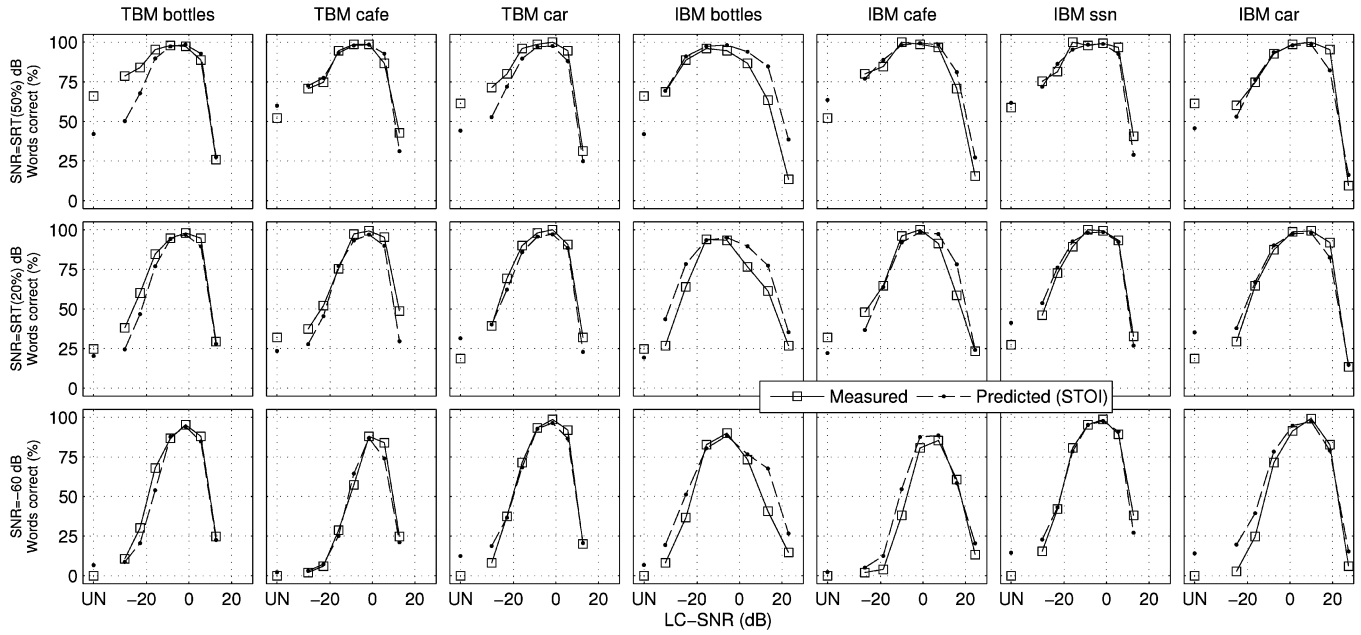 TBM bottles TBM cafe TBM car IBM bottles IBM cafe IBM ssn IBM car
SNR=SRT(50%) dB
Words correct (%)
100
75
50
25
0
SNR=SRT(20%) dB
Words correct (%)
100
75
50
25
0
Measured Predicted (STOI)
SNR=−60 dB
Words correct (%)
100
75
50
25
0
UN −20 0 20 UN −20 0 20 UN −20 0 20 UN −20 0 20 UN −20 0 20 UN −20 0 20 UN −20 0 20
LC−SNR (dB)